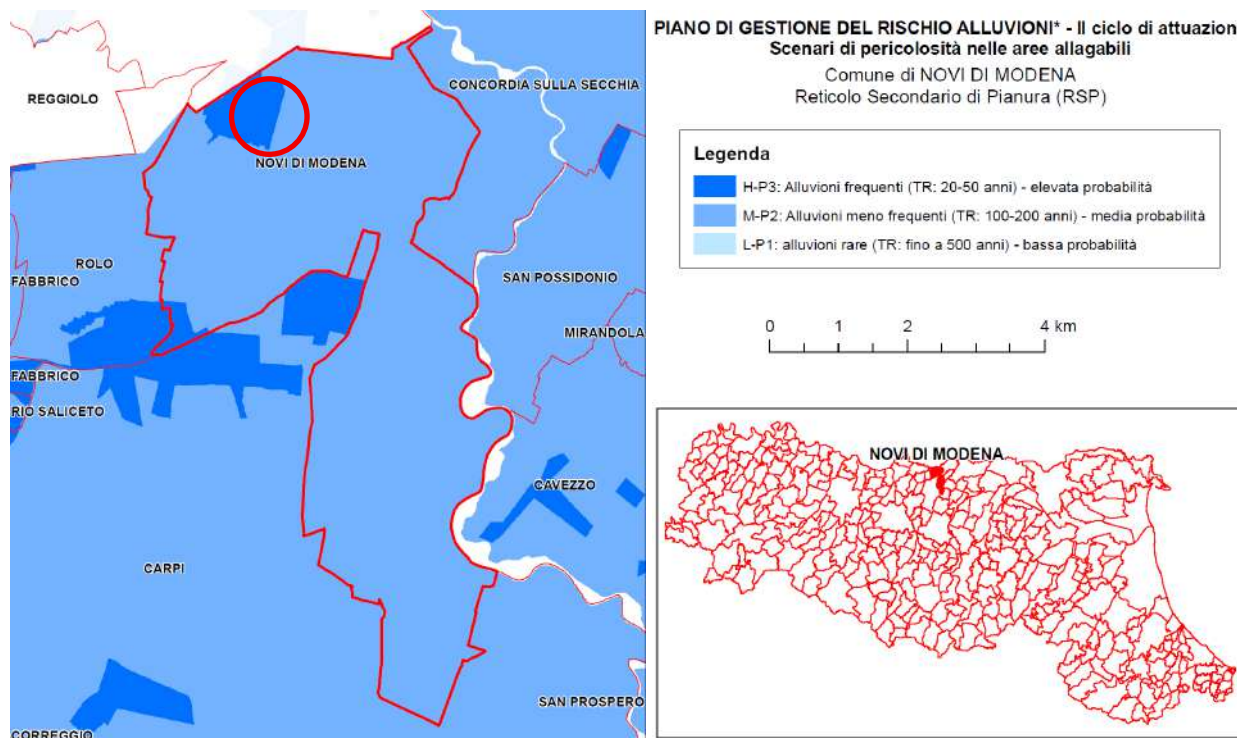 REGGIOLO
CONCORDIA SULLA SECCHIA
NOVI DI MODENA
ROLO
FABBRICO
SAN POSSIDONIO
MIRANDOLA
FABBRICO
RIO SALICETO
CAVEZZO
CARPI
SAN PROSPERO
CORREGGIO
PIANO DI GESTIONE DEL RISCHIO ALLUVIONI* - II ciclo di attuazion
Scenari di pericolosità nelle aree allagabili
Comune di NOVI DI MODENA
Reticolo Secondario di Pianura (RSP)
Legenda
H-P3: Alluvioni frequenti (TR: 20-50 anni) - elevata probabilità
M-P2: Alluvioni meno frequenti (TR: 100-200 anni) - media probabilità
L-P1: alluvioni rare (TR: fino a 500 anni) - bassa probabilità
0 1 2 4 km
NOVI DI MODENA